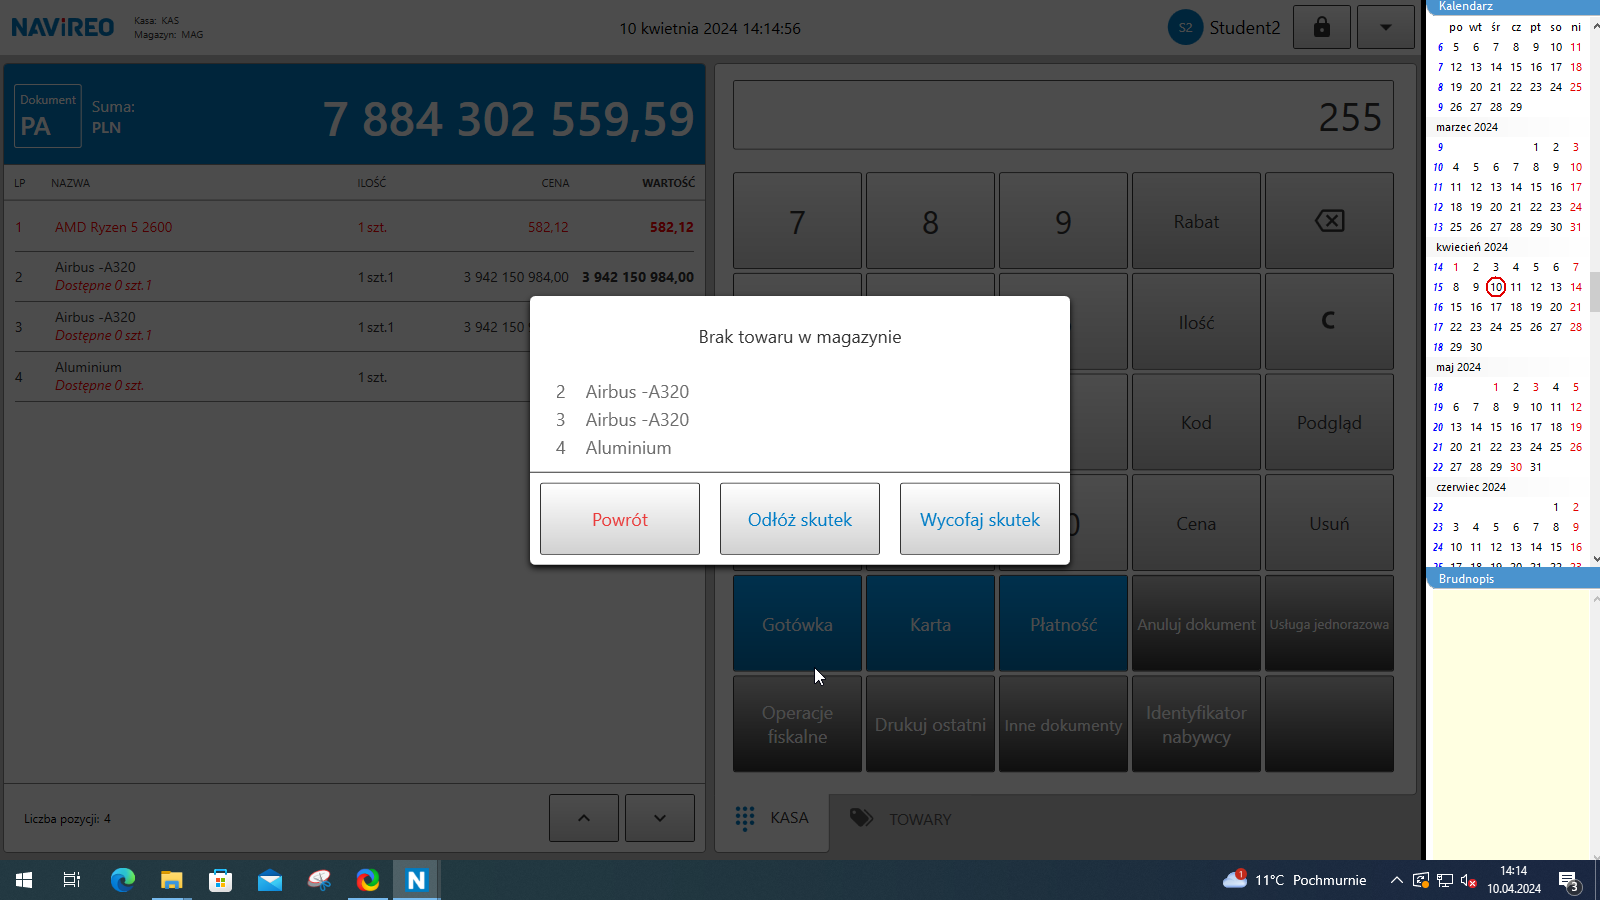 NAViREO
Kasa: KAS
Magazyn: MAG
10 kwietnia 2024 14:14:56
S2 Student2
Dokument
PA
Suma:
PLN
7 884 302 559,59
LP NAZWA ILOŚĆ CENA WARTOŚĆ
1 AMD Ryzen 5 2600 1 szt. 582,12 582,12
2 Airbus -A320 1 szt.1 3 942 150 984,00 3 942 150 984,00
Dostępne 0 szt.1
3 Airbus -A320 1 szt.1 3 942 150
Dostępne 0 szt.1
4 Aluminium 1 szt.
Dostępne 0 szt.
Liczba pozycji: 4
255
7 8 9 Rabat
Ilość C
Kod Podgląd
Cena Usuń
Gotówka Karta Płatność Anuluj dokument Usługa jednorazowa
Operacje fiskalne Drukuj ostatni Inne dokumenty Identyfikator nabywcy
KASA TOWARY
Brak towaru w magazynie
2 Airbus -A320
3 Airbus -A320
4 Aluminium
Powrót Odłóż skutek Wycofaj skutek
Kalendarz
po wt śr cz pt so ni
6 5 6 7 8 9 10 11
7 12 13 14 15 16 17 18
8 19 20 21 22 23 24 25
9 26 27 28 29
marzec 2024
9 1 2 3
10 4 5 6 7 8 9 10
11 11 12 13 14 15 16 17
12 18 19 20 21 22 23 24
13 25 26 27 28 29 30 31
kwiecień 2024
14 1 2 3 4 5 6 7
15 8 9 10 11 12 13 14
16 15 16 17 18 19 20 21
17 22 23 24 25 26 27 28
18 29 30
maj 2024
18 1 2 3 4 5
19 6 7 8 9 10 11 12
20 13 14 15 16 17 18 19
21 20 21 22 23 24 25 26
22 27 28 29 30 31
czerwiec 2024
22 1 2
23 3 4 5 6 7 8 9
24 10 11 12 13 14 15 16
25 17 18 19 20 21 22 23
Brudnopis
N
1 11°C Pochmurnie
14:14
10.04.2024
3